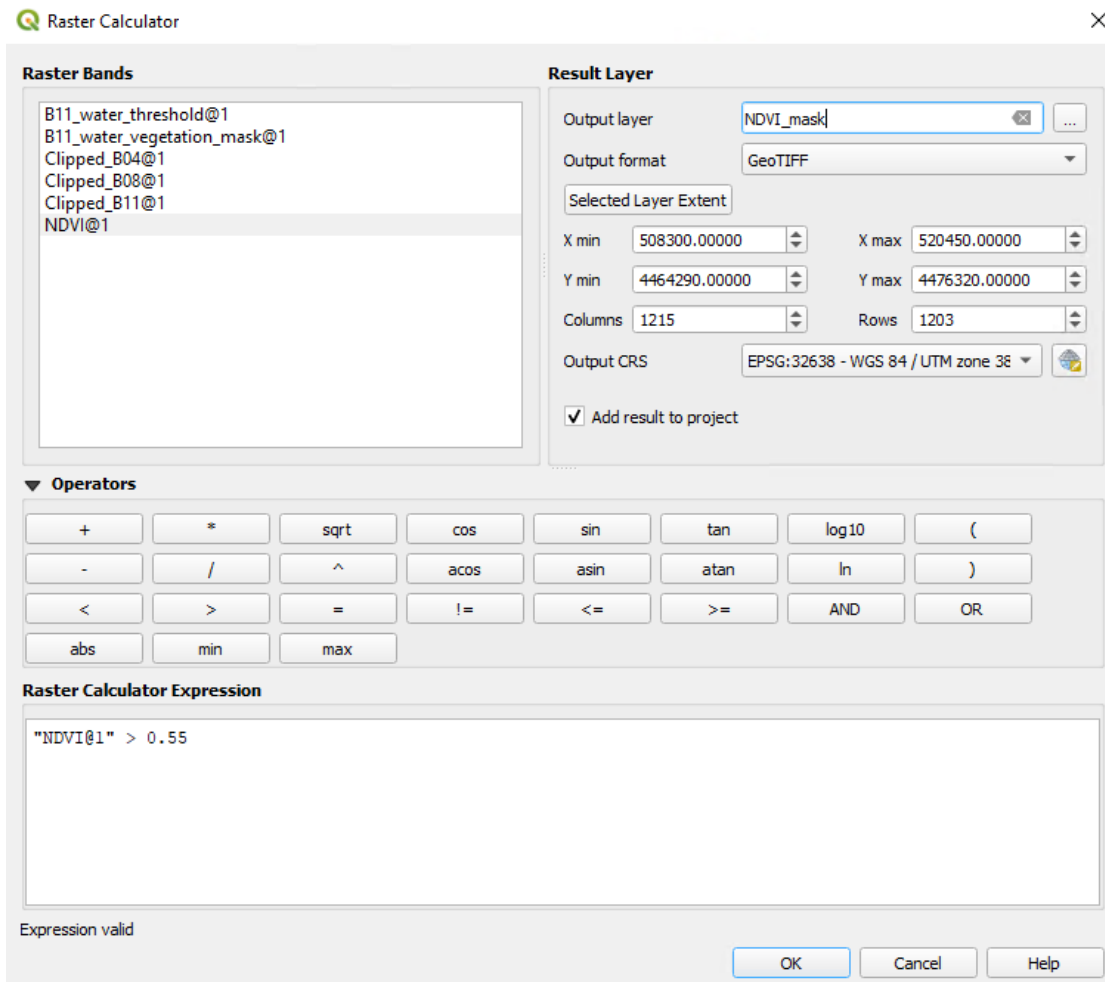 Raster Calculator
Raster Bands
B11_water_threshold@1
B11_water_vegetation_mask@1
Clipped_B04@1
Clipped_B08@1
Clipped_B11@1
NDVI@1
Result Layer
Output layer NDVI_mask ...
Output format GeoTIFF
Selected Layer Extent
X min 508300.00000 X max 520450.00000
Y min 4464290.00000 Y max 4476320.00000
Columns 1215 Rows 1203
Output CRS EPSG:32638 - WGS 84 / UTM zone 38
Add result to project
Operators
+ * sqrt cos sin tan log10 (
- / ^ acos asin atan ln )
< > = != <= >= AND OR
abs min max
Raster Calculator Expression
"NDVI@1" > 0.55
Expression valid
OK Cancel Help